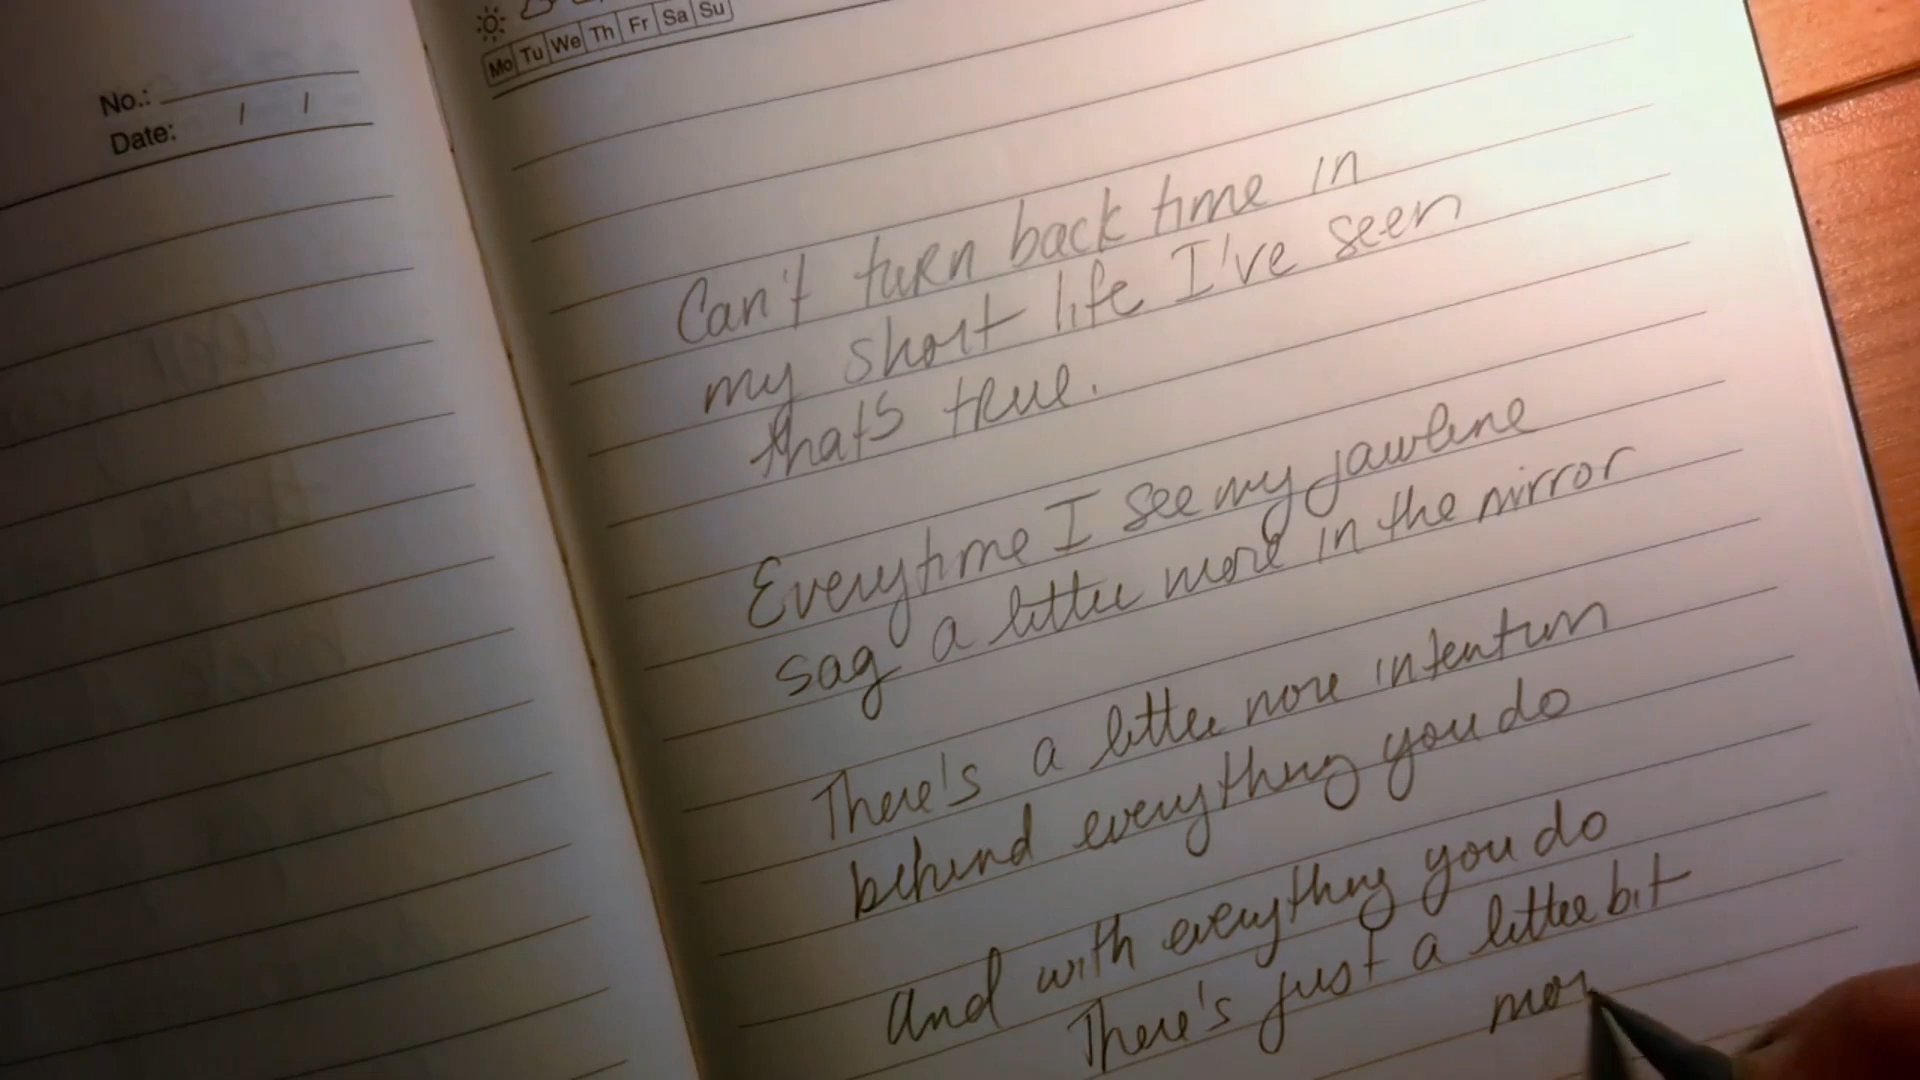 No.:
Date: / /
Mo Tu We Th Fr Sa Su
Can't turn back time in
my short life I've seen
that's true.
Everytime I see my jawline
sag a little more in the mirror
There's a little more intention
behind everything you do
And with everything you do
There's just a little bit
mor